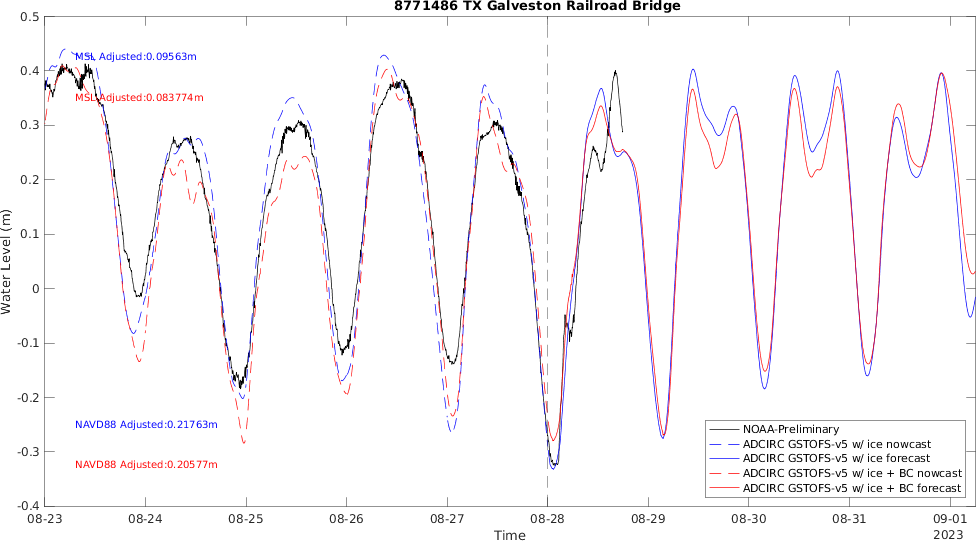 8771486 TX Galveston Railroad Bridge
0.5
0.4
0.3
0.2
0.1
0
-0.1
-0.2
-0.3
-0.4
Water Level (m)
MSL Adjusted:0.09563m
MSL Adjusted:0.083774m
NAVD88 Adjusted:0.21763m
NAVD88 Adjusted:0.20577m
NOAA-Preliminary
ADCIRC GSTOFS-v5 w/ ice nowcast
ADCIRC GSTOFS-v5 w/ ice forecast
ADCIRC GSTOFS-v5 w/ ice + BC nowcast
ADCIRC GSTOFS-v5 w/ ice + BC forecast
08-23 08-24 08-25 08-26 08-27 08-28 08-29 08-30 08-31 09-01
2023
Time